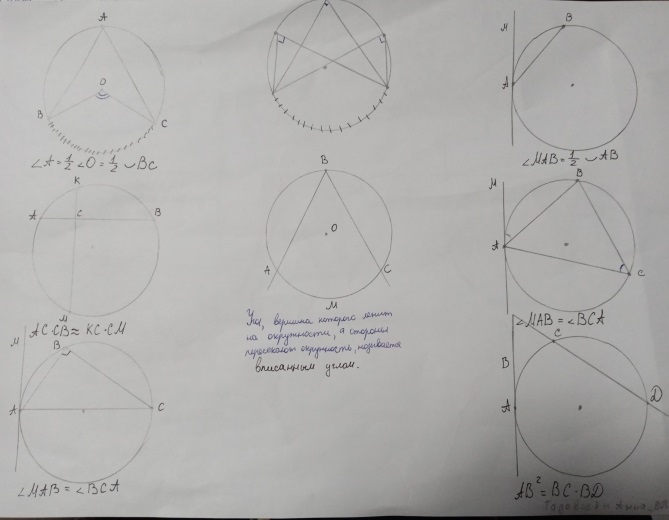 A
O
B
C
∠A = 1/2 ∠O = 1/2 ◡ BC
M
B
A
∠MAB = 1/2 ◡ AB
K
A
C
B
M
AC·CB ≈ KC·CM
B
O
A
C
M
Угол, вершина которого лежит
на окружности, а стороны
пересекают окружность, называется
вписанным углом.
M
B
A
C
∠MAB = ∠BCA
M
B
A
C
∠MAB = ∠BCA
C
B
A
D
AB² = BC·BD